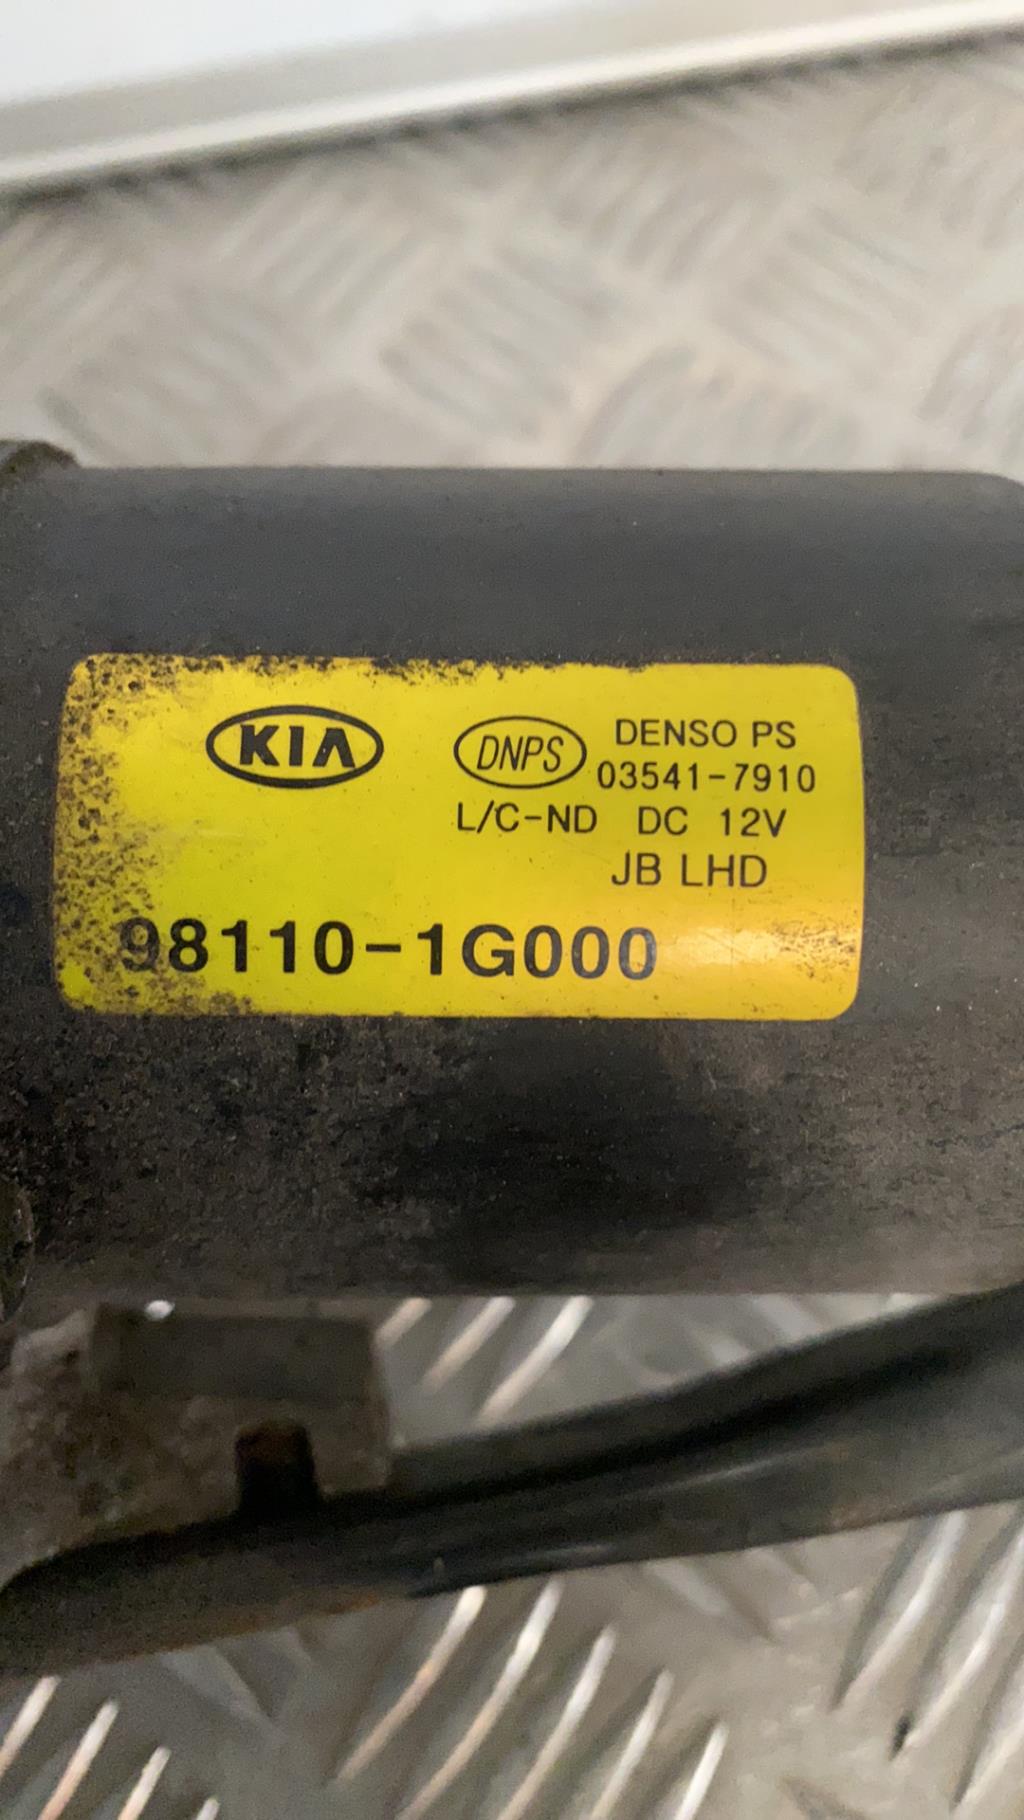 KIA
DNPS DENSO PS
03541-7910
L/C-ND DC 12V
JB LHD
98110-1G000